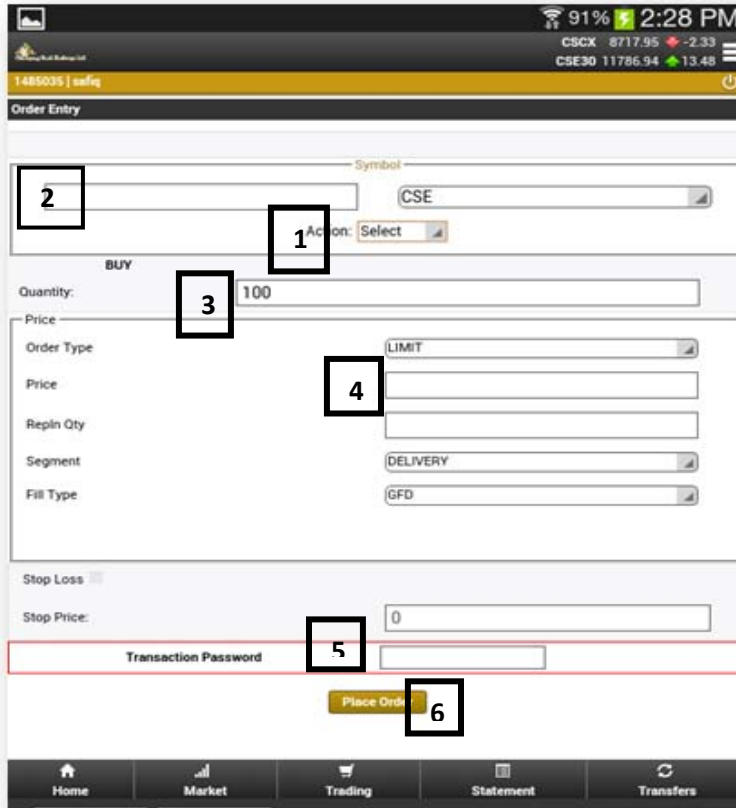 91% 2:28 PM
CSCX 8717.95 -2.33
CSE30 11786.94 13.48
1485035 | safiq
Order Entry
Symbol
2 CSE
1 Action: Select
BUY
Quantity: 3 100
Price
Order Type LIMIT
Price 4
Repln Qty
Segment DELIVERY
Fill Type GFD
Stop Loss
Stop Price: 0
Transaction Password 5
Place Order 6
Home Market Trading Statement Transfers